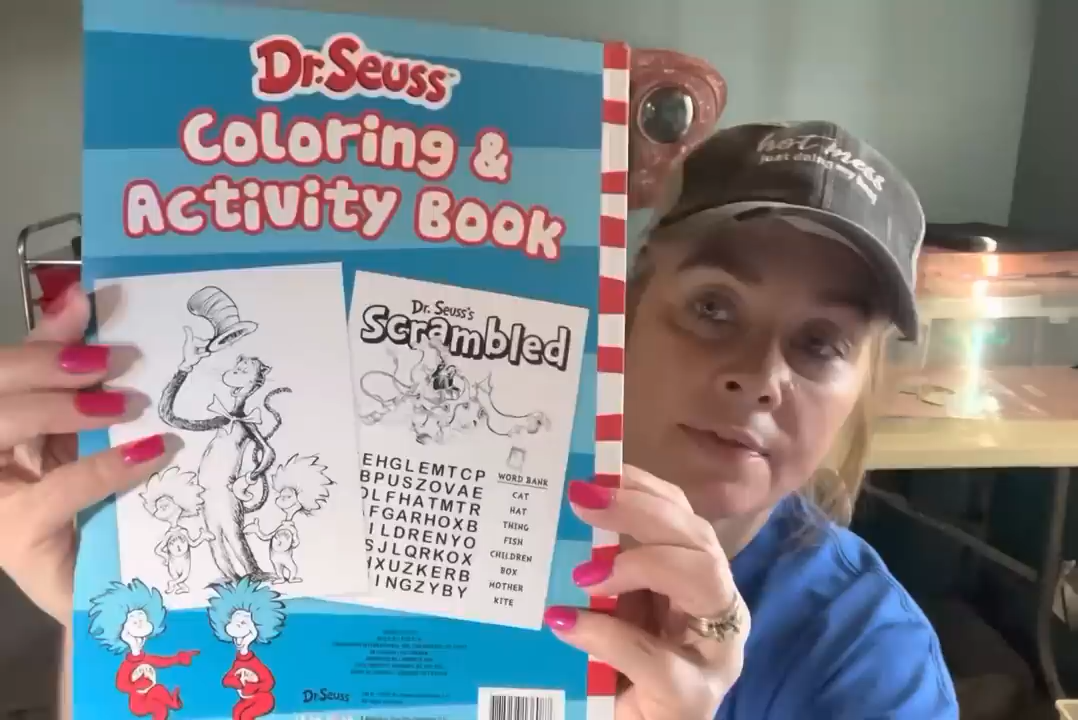 Dr. Seuss
Coloring &
Activity Book
Dr. Seuss's
Scrambled
EHGLEMTCP
BPUSZOVAE
OLFHATMTR
FGARHOXB
ILDRENYO
SJLQRKOX
XUZKERB
INGZYBY
WORD BANK
CAT
HAT
THING
FISH
CHILDREN
BOX
MOTHER
KITE
Dr. Seuss
hot mess
just doing my best